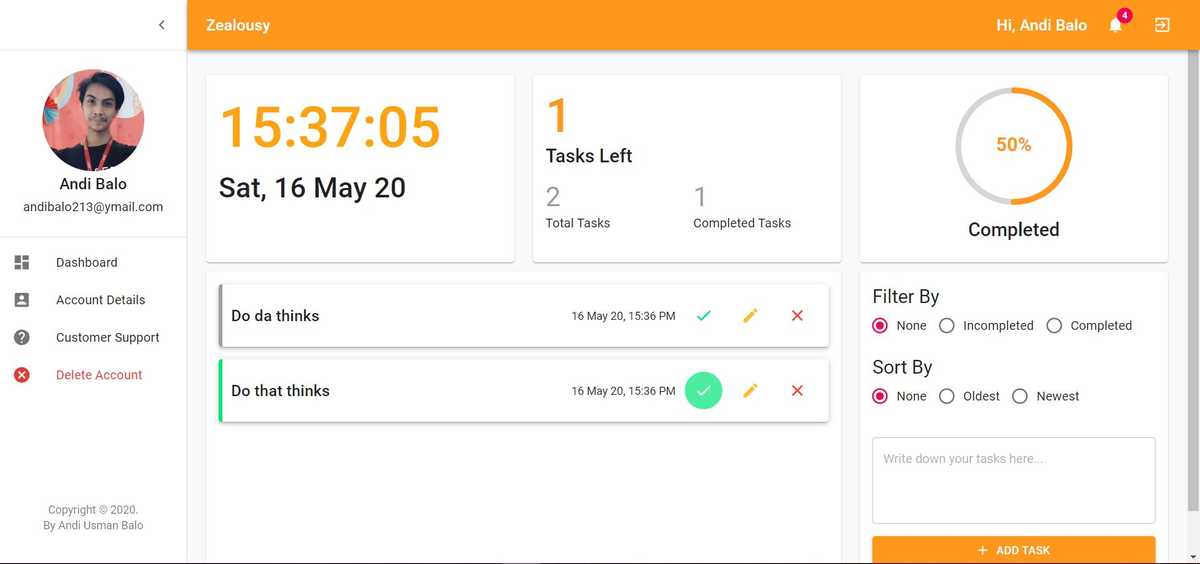 Zealousy
Hi, Andi Balo
4
Andi Balo
andibalo213@ymail.com
Dashboard
Account Details
Customer Support
Delete Account
Copyright © 2020.
By Andi Usman Balo
15:37:05
Sat, 16 May 20
1
Tasks Left
2
Total Tasks
1
Completed Tasks
50%
Completed
Do da thinks
16 May 20, 15:36 PM
Do that thinks
16 May 20, 15:36 PM
Filter By
None Incompleted Completed
Sort By
None Oldest Newest
Write down your tasks here...
+ ADD TASK